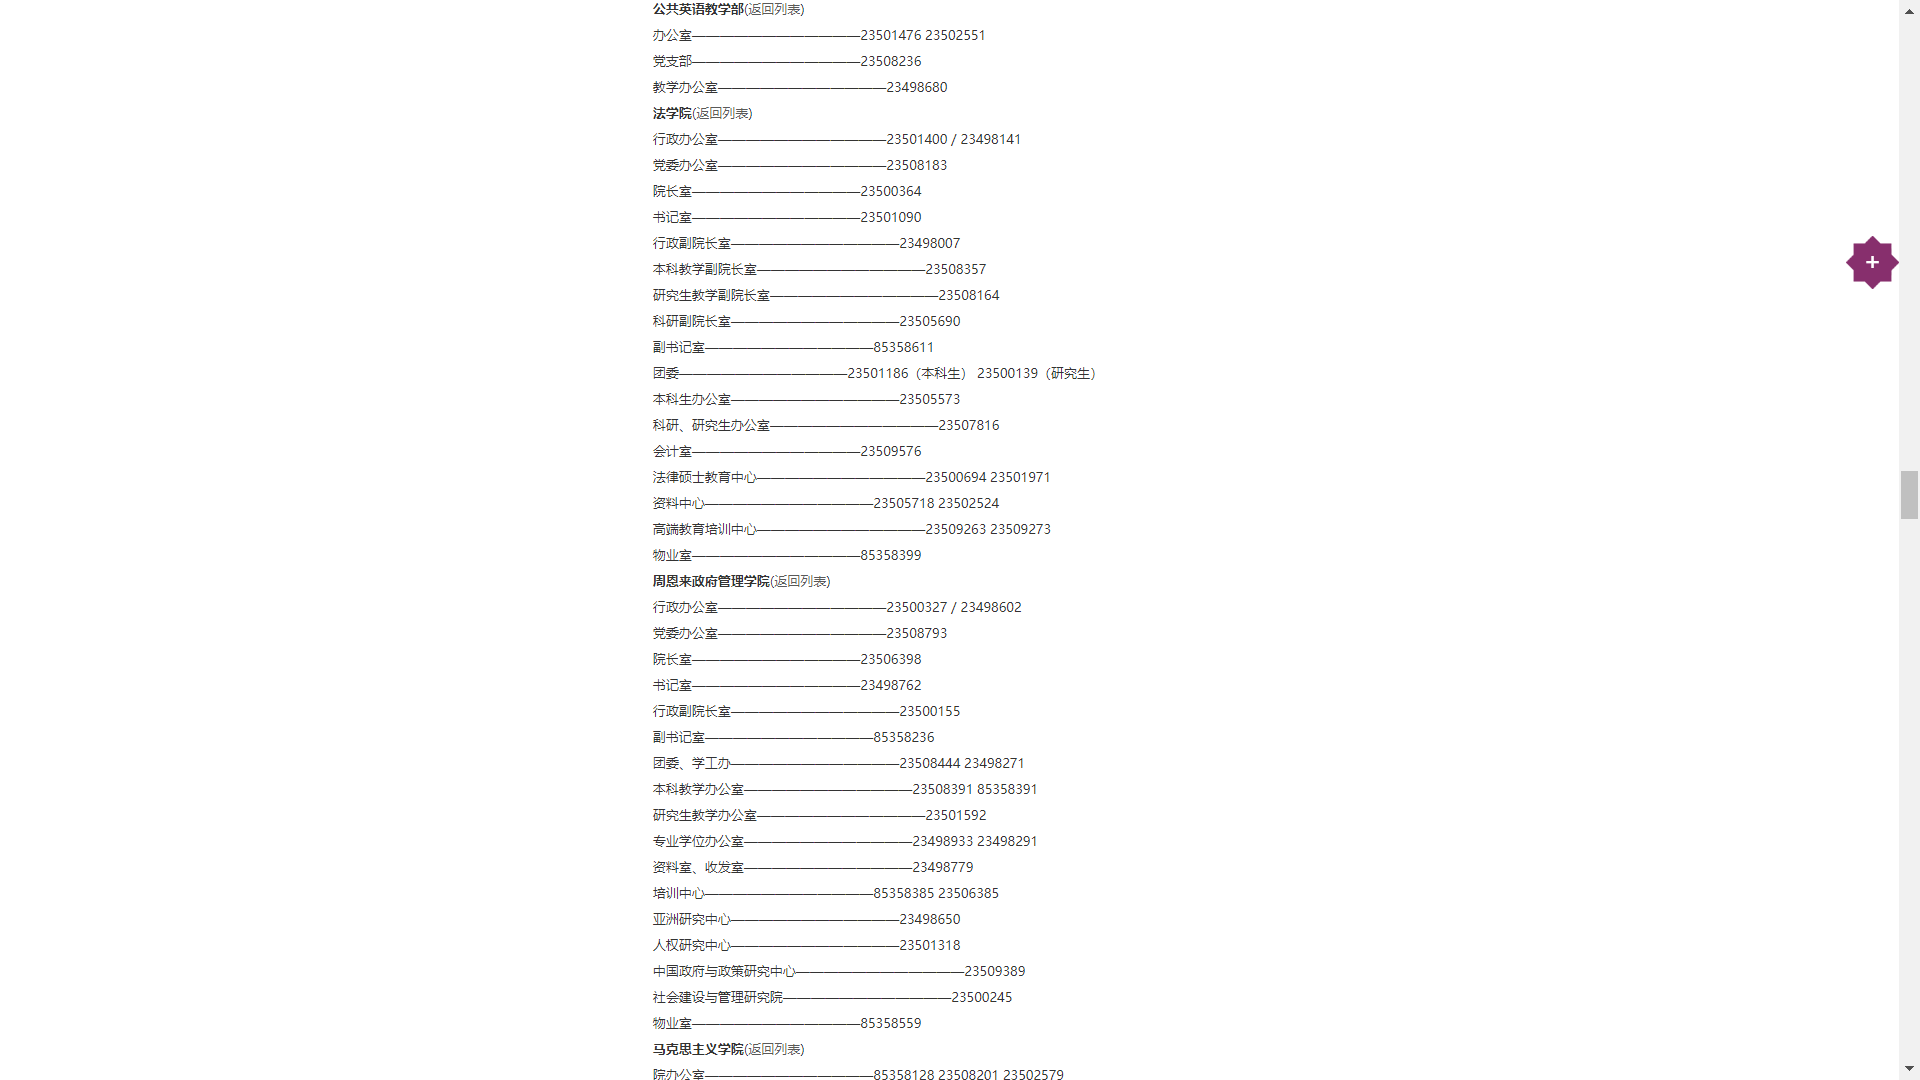 公共英语教学部(返回列表)
办公室—————————————23501476 23502551
党支部—————————————23508236
教学办公室—————————————23498680
法学院(返回列表)
行政办公室—————————————23501400 / 23498141
党委办公室—————————————23508183
院长室—————————————23500364
书记室—————————————23501090
行政副院长室—————————————23498007
本科教学副院长室—————————————23508357
研究生教学副院长室—————————————23508164
科研副院长室—————————————23505690
副书记室—————————————85358611
团委—————————————23501186（本科生） 23500139（研究生）
本科生办公室—————————————23505573
科研、研究生办公室—————————————23507816
会计室—————————————23509576
法律硕士教育中心—————————————23500694 23501971
资料中心—————————————23505718 23502524
高端教育培训中心—————————————23509263 23509273
物业室—————————————85358399
周恩来政府管理学院(返回列表)
行政办公室—————————————23500327 / 23498602
党委办公室—————————————23508793
院长室—————————————23506398
书记室—————————————23498762
行政副院长室—————————————23500155
副书记室—————————————85358236
团委、学工办—————————————23508444 23498271
本科教学办公室—————————————23508391 85358391
研究生教学办公室—————————————23501592
专业学位办公室—————————————23498933 23498291
资料室、收发室—————————————23498779
培训中心—————————————85358385 23506385
亚洲研究中心—————————————23498650
人权研究中心—————————————23501318
中国政府与政策研究中心—————————————23509389
社会建设与管理研究院—————————————23500245
物业室—————————————85358559
马克思主义学院(返回列表)
院办公室—————————————85358128 23508201 23502579
+